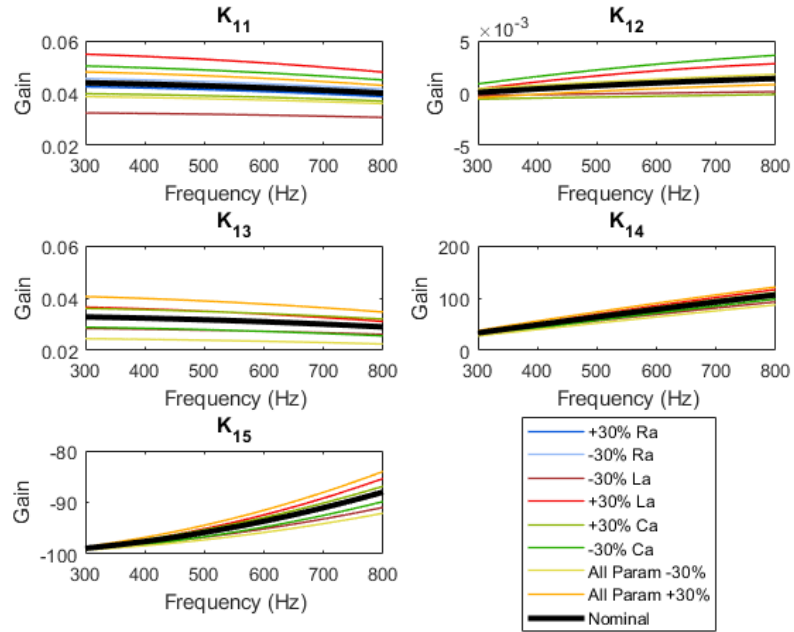 K11
K12
0.06
0.04
0.02
Gain
300 400 500 600 700 800
Frequency (Hz)
×10^-3
5
0
-5
300 400 500 600 700 800
Frequency (Hz)
K13
K14
0.06
0.04
0.02
Gain
300 400 500 600 700 800
Frequency (Hz)
200
100
0
Gain
300 400 500 600 700 800
Frequency (Hz)
K15
-80
-90
-100
Gain
300 400 500 600 700 800
Frequency (Hz)
+30% Ra
-30% Ra
-30% La
+30% La
+30% Ca
-30% Ca
All Param -30%
All Param +30%
Nominal